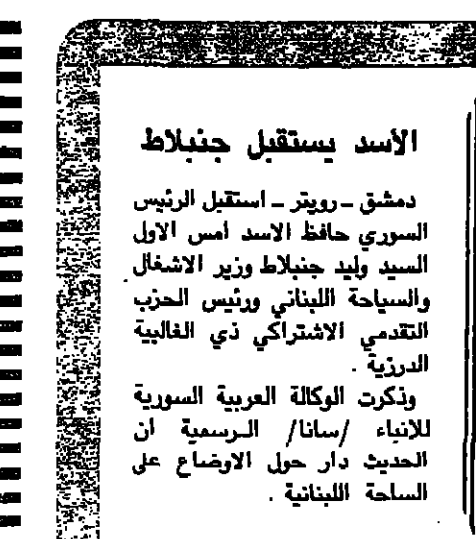 الأسد يستقبل جنبلاط
دمشق ـ رويتر ـ استقبل الرئيس
السوري حافظ الاسد امس الاول
السيد وليد جنبلاط وزير الاشغال
والسياحة اللبناني ورئيس الحزب
التقدمي الاشتراكي ذي الغالبية
الدرزية .
وذكرت الوكالة العربية السورية
للانباء /سانا/ الرسمية ان
الحديث دار حول الاوضاع على
الساحة اللبنانية .